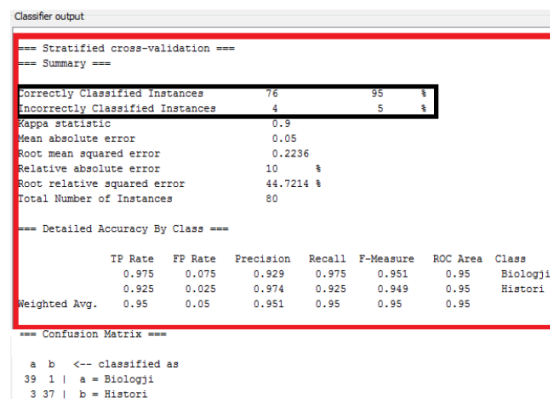 Classifier output
=== Stratified cross-validation ===
=== Summary ===
Correctly Classified Instances 76 95 %
Incorrectly Classified Instances 4 5 %
Kappa statistic 0.9
Mean absolute error 0.05
Root mean squared error 0.2236
Relative absolute error 10 %
Root relative squared error 44.7214 %
Total Number of Instances 80
=== Detailed Accuracy By Class ===
TP Rate FP Rate Precision Recall F-Measure ROC Area Class
0.975 0.075 0.929 0.975 0.951 0.95 Biologji
0.925 0.025 0.974 0.925 0.949 0.95 Histori
Weighted Avg. 0.95 0.05 0.951 0.95 0.95 0.95
=== Confusion Matrix ===
a b <-- classified as
39 1 | a = Biologji
3 37 | b = Histori